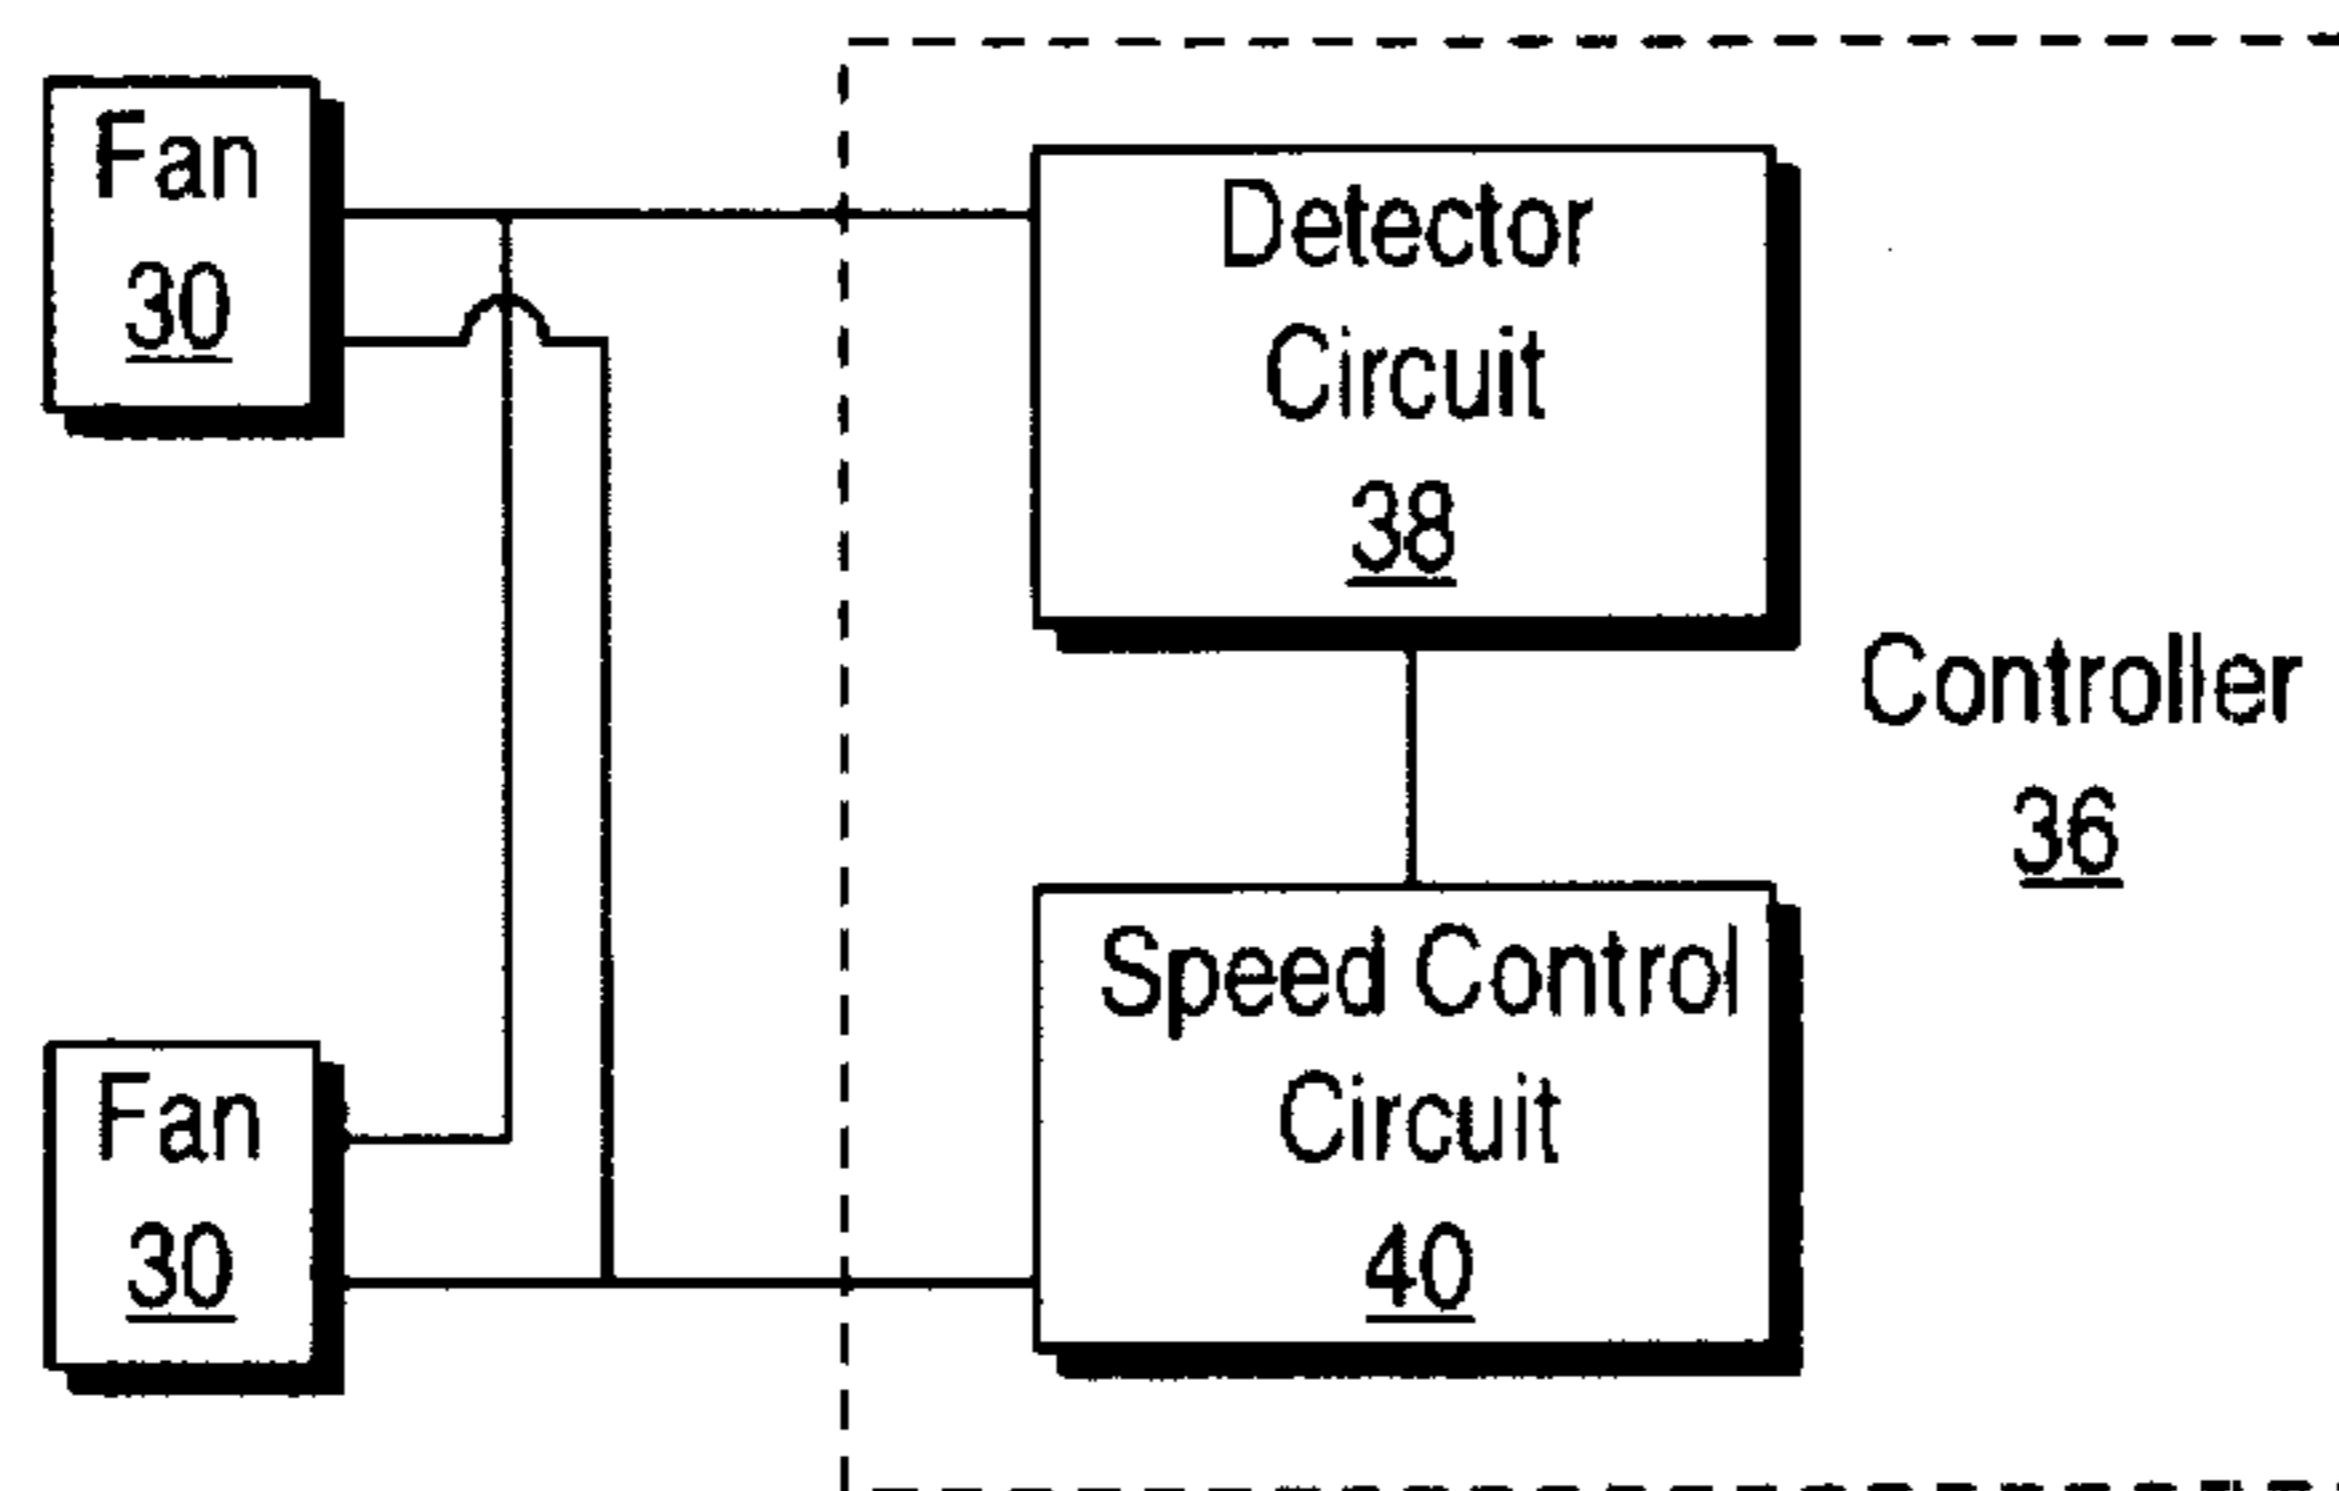 Fan
30
Detector
Circuit
38
Controller
36
Speed Control
Circuit
40
Fan
30